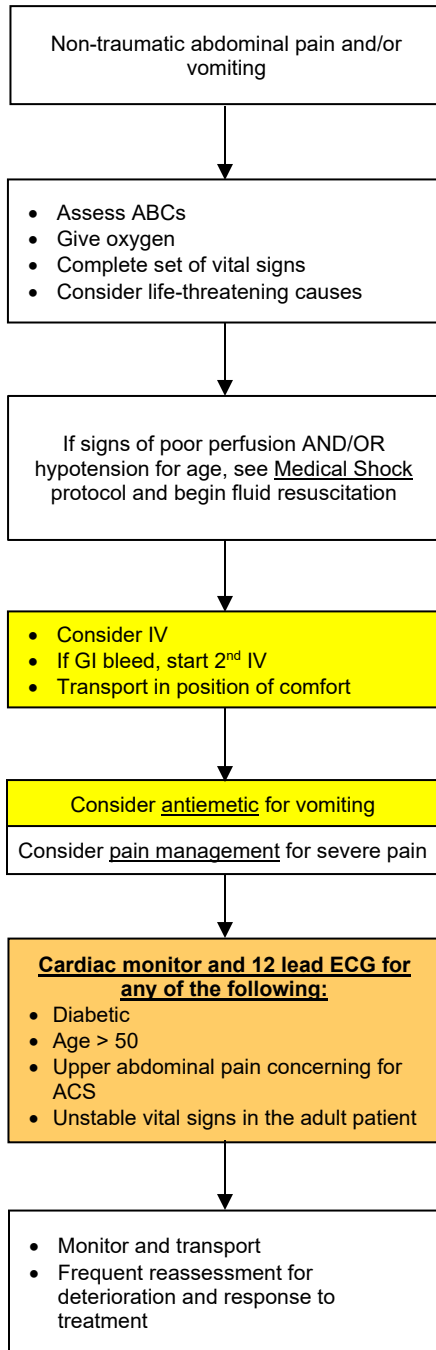 Non-traumatic abdominal pain and/or
vomiting
• Assess ABCs
• Give oxygen
• Complete set of vital signs
• Consider life-threatening causes
If signs of poor perfusion AND/OR
hypotension for age, see Medical Shock
protocol and begin fluid resuscitation
• Consider IV
• If GI bleed, start 2nd IV
• Transport in position of comfort
Consider antiemetic for vomiting
Consider pain management for severe pain
Cardiac monitor and 12 lead ECG for
any of the following:
• Diabetic
• Age > 50
• Upper abdominal pain concerning for
ACS
• Unstable vital signs in the adult patient
• Monitor and transport
• Frequent reassessment for
deterioration and response to
treatment